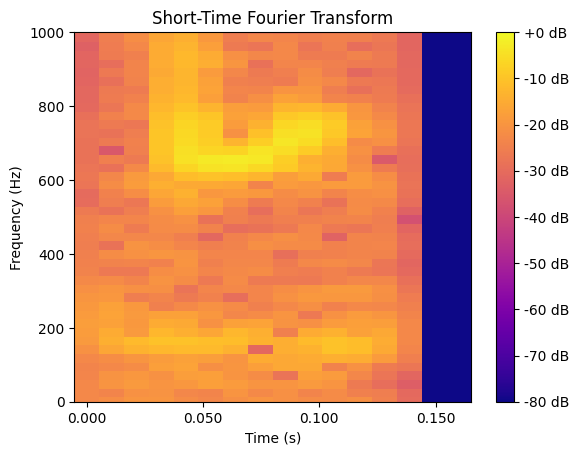 Short-Time Fourier Transform
1000
800
600
400
200
0
Frequency (Hz)
0.000
0.050
0.100
0.150
Time (s)
+0 dB
-10 dB
-20 dB
-30 dB
-40 dB
-50 dB
-60 dB
-70 dB
-80 dB